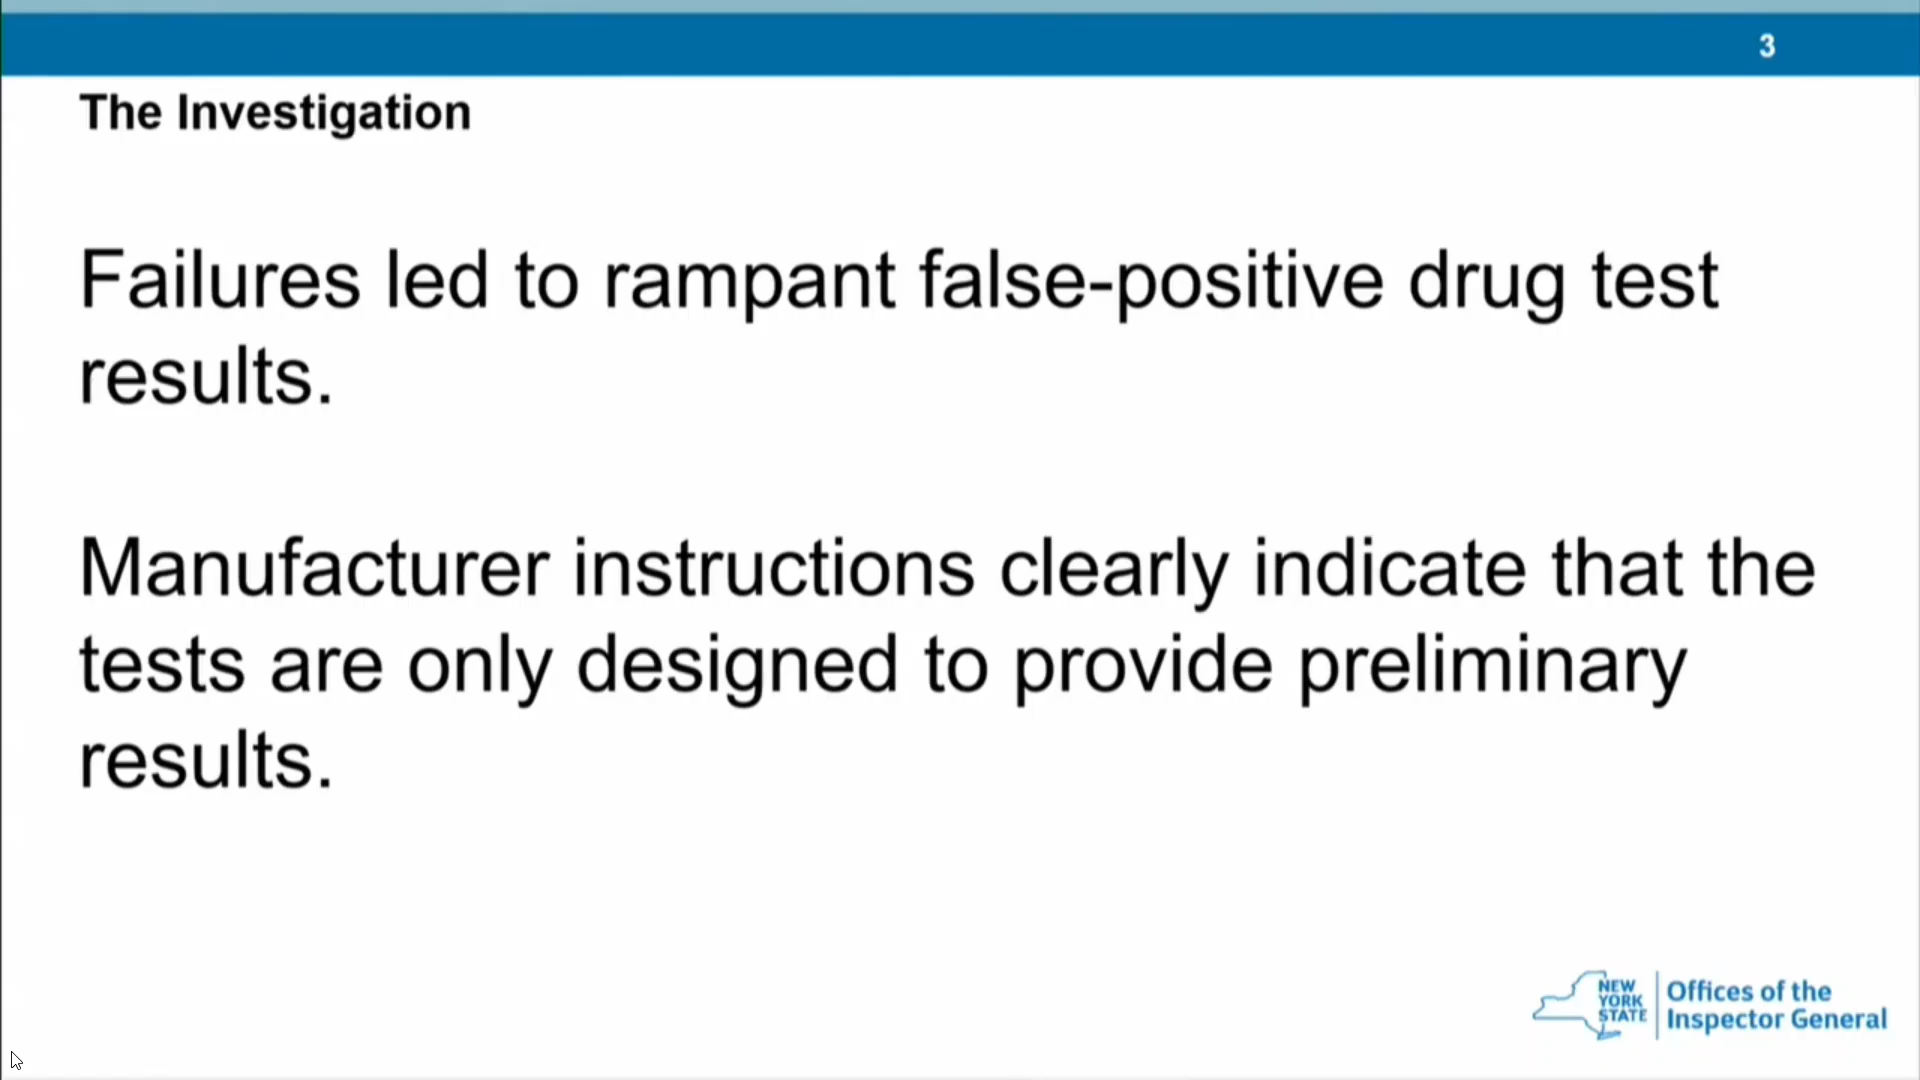 3
The Investigation
Failures led to rampant false-positive drug test
results.
Manufacturer instructions clearly indicate that the
tests are only designed to provide preliminary
results.
NEW
YORK
STATE
Offices of the
Inspector General